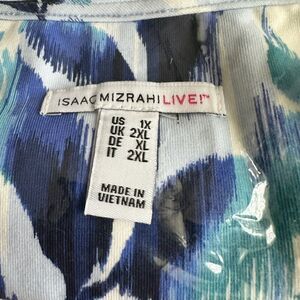 ISAAC MIZRAHI LIVE!™
US 1X
UK 2XL
DE XL
IT 2XL
MADE IN
VIETNAM